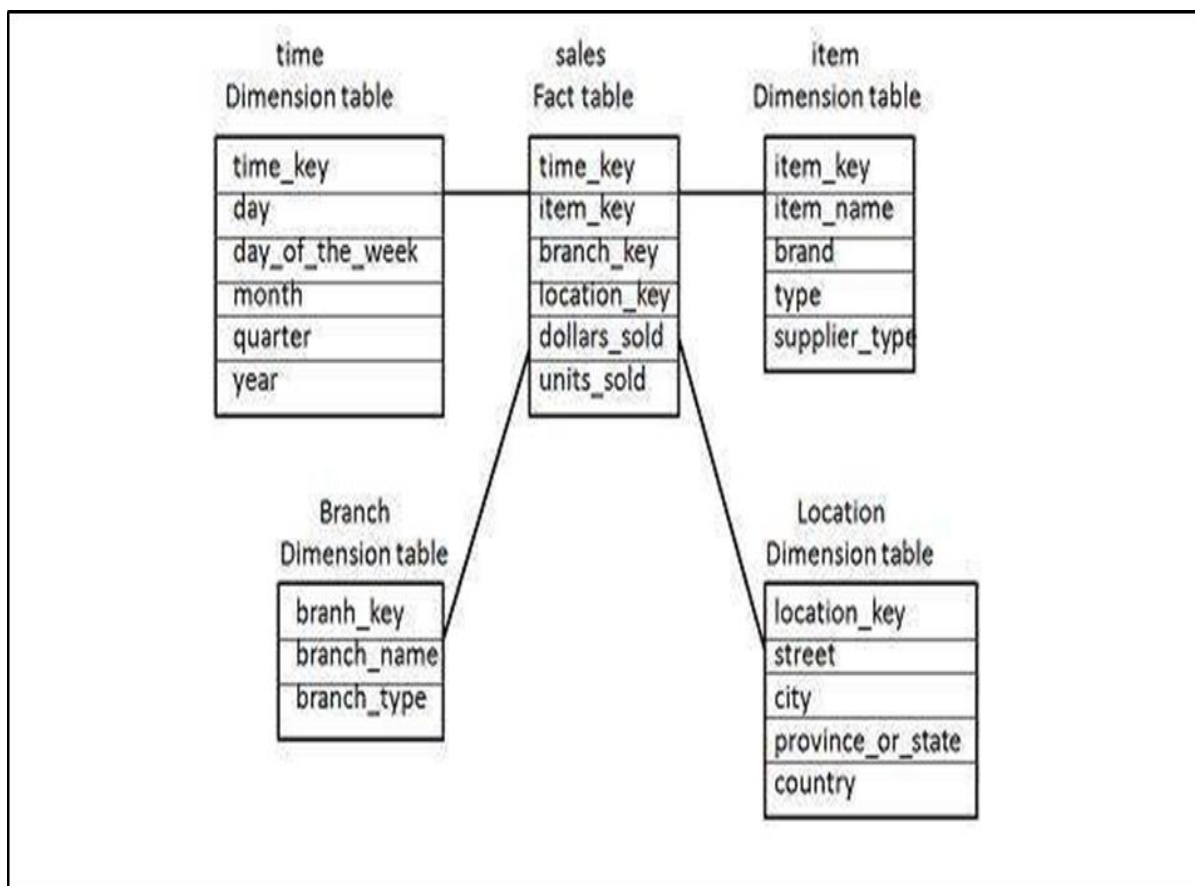 time
Dimension table
time_key
day
day_of_the_week
month
quarter
year
sales
Fact table
time_key
item_key
branch_key
location_key
dollars_sold
units_sold
item
Dimension table
item_key
item_name
brand
type
supplier_type
Branch
Dimension table
branh_key
branch_name
branch_type
Location
Dimension table
location_key
street
city
province_or_state
country